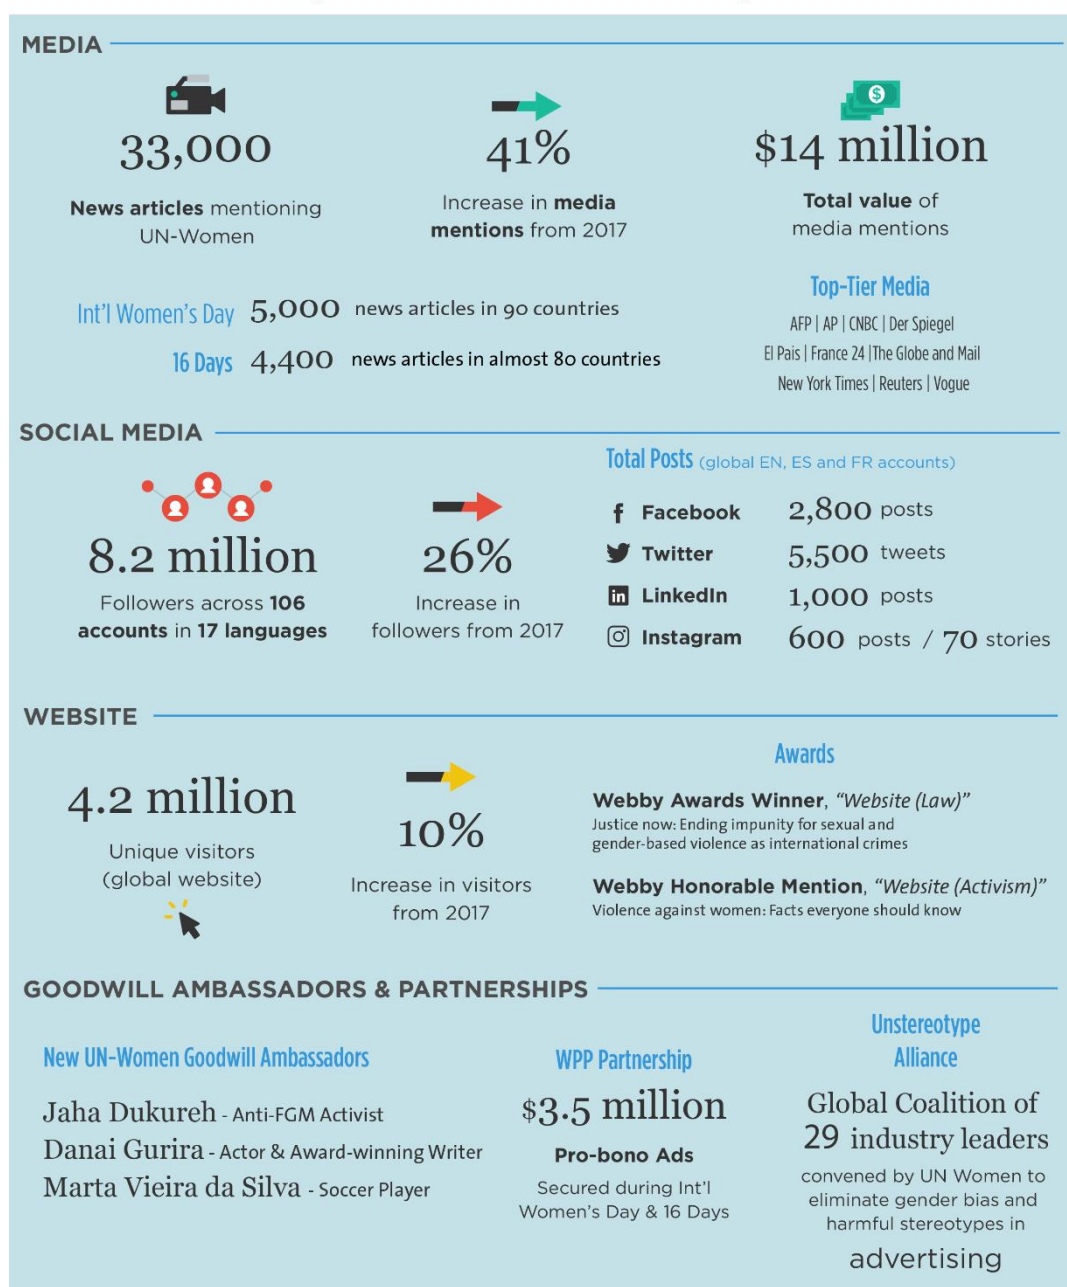 MEDIA
33,000
News articles mentioning
UN-Women
41%
Increase in media
mentions from 2017
$14 million
Total value of
media mentions
Int'l Women's Day 5,000 news articles in 90 countries
16 Days 4,400 news articles in almost 80 countries
Top-Tier Media
AFP | AP | CNBC | Der Spiegel
El Pais | France 24 |The Globe and Mail
New York Times | Reuters | Vogue
SOCIAL MEDIA
8.2 million
Followers across 106
accounts in 17 languages
26%
Increase in
followers from 2017
Total Posts (global EN, ES and FR accounts)
Facebook 2,800 posts
Twitter 5,500 tweets
LinkedIn 1,000 posts
Instagram 600 posts / 70 stories
WEBSITE
4.2 million
Unique visitors
(global website)
10%
Increase in visitors
from 2017
Awards
Webby Awards Winner, "Website (Law)"
Justice now: Ending impunity for sexual and
gender-based violence as international crimes
Webby Honorable Mention, "Website (Activism)"
Violence against women: Facts everyone should know
GOODWILL AMBASSADORS & PARTNERSHIPS
New UN-Women Goodwill Ambassadors
Jaha Dukureh - Anti-FGM Activist
Danai Gurira - Actor & Award-winning Writer
Marta Vieira da Silva - Soccer Player
WPP Partnership
$3.5 million
Pro-bono Ads
Secured during Int'l
Women's Day & 16 Days
Unstereotype
Alliance
Global Coalition of
29 industry leaders
convened by UN Women to
eliminate gender bias and
harmful stereotypes in
advertising